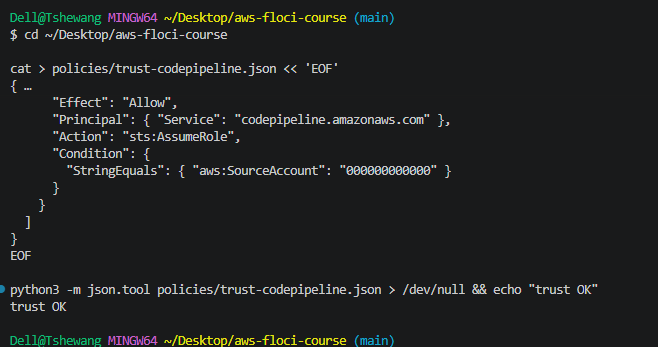 Dell@Tshewang MINGW64 ~/Desktop/aws-floci-course (main)
$ cd ~/Desktop/aws-floci-course

cat > policies/trust-codepipeline.json << 'EOF'
{ …
      "Effect": "Allow",
      "Principal": { "Service": "codepipeline.amazonaws.com" },
      "Action": "sts:AssumeRole",
      "Condition": {
        "StringEquals": { "aws:SourceAccount": "000000000000" }
      }
    }
  ]
}
EOF

python3 -m json.tool policies/trust-codepipeline.json > /dev/null && echo "trust OK"
trust OK

Dell@Tshewang MINGW64 ~/Desktop/aws-floci-course (main)